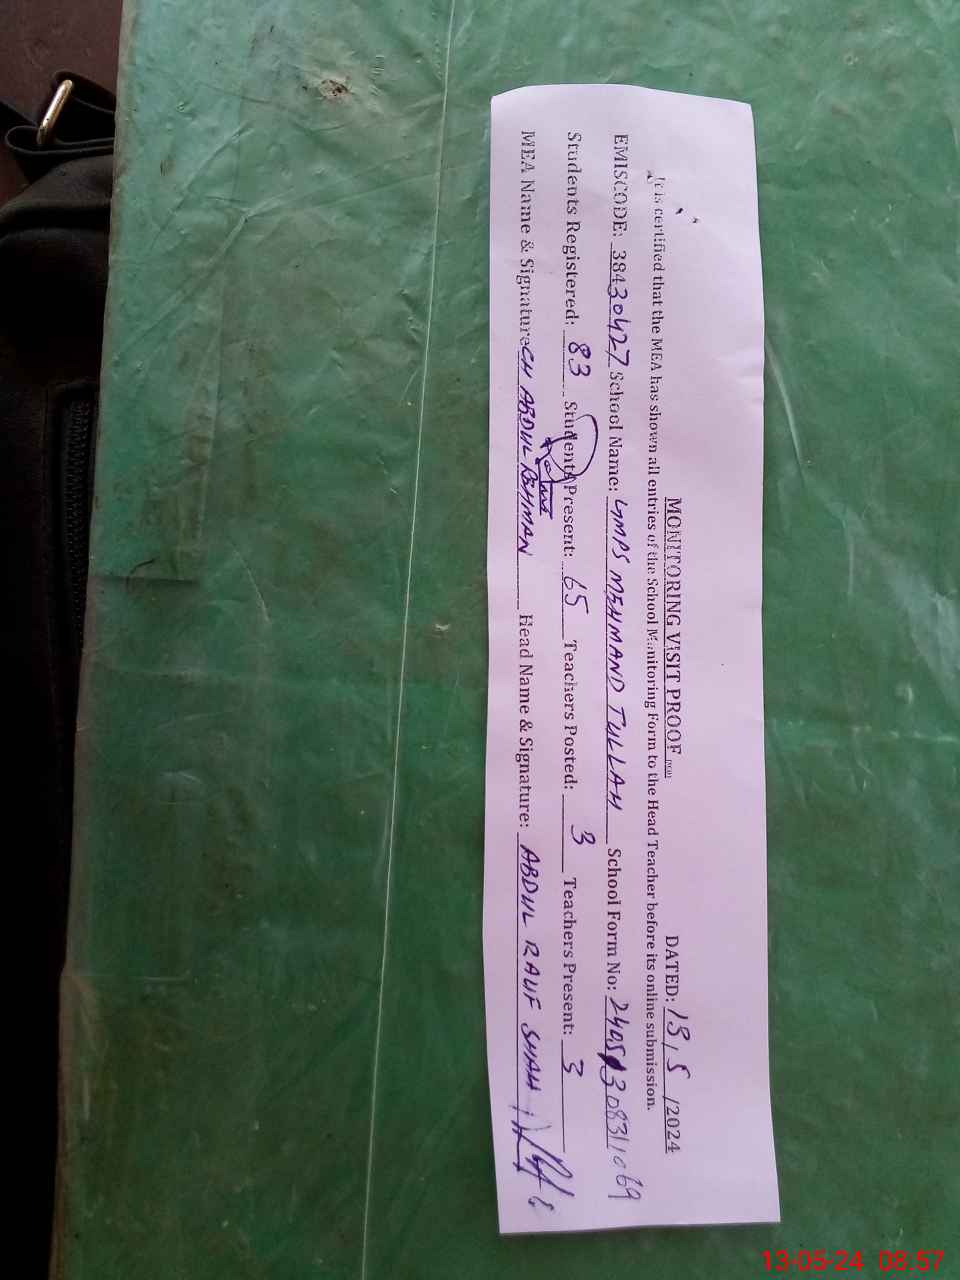 MONITORING VISIT PROOF DATED: 13 / 5 /2024
It is certified that the MEA has shown all entries of the School Monitoring Form to the Head Teacher before its online submission.
EMISCODE: 38430427 School Name: GMPS MEHMAND TULLAH School Form No: 24051308311069
Students Registered: 83 Students Present: 65 Teachers Posted: 3 Teachers Present: 3
MEA Name & Signature CH ABDUL REHMAN Head Name & Signature: ABDUL RAUF SHAH
13-05-24 08:57